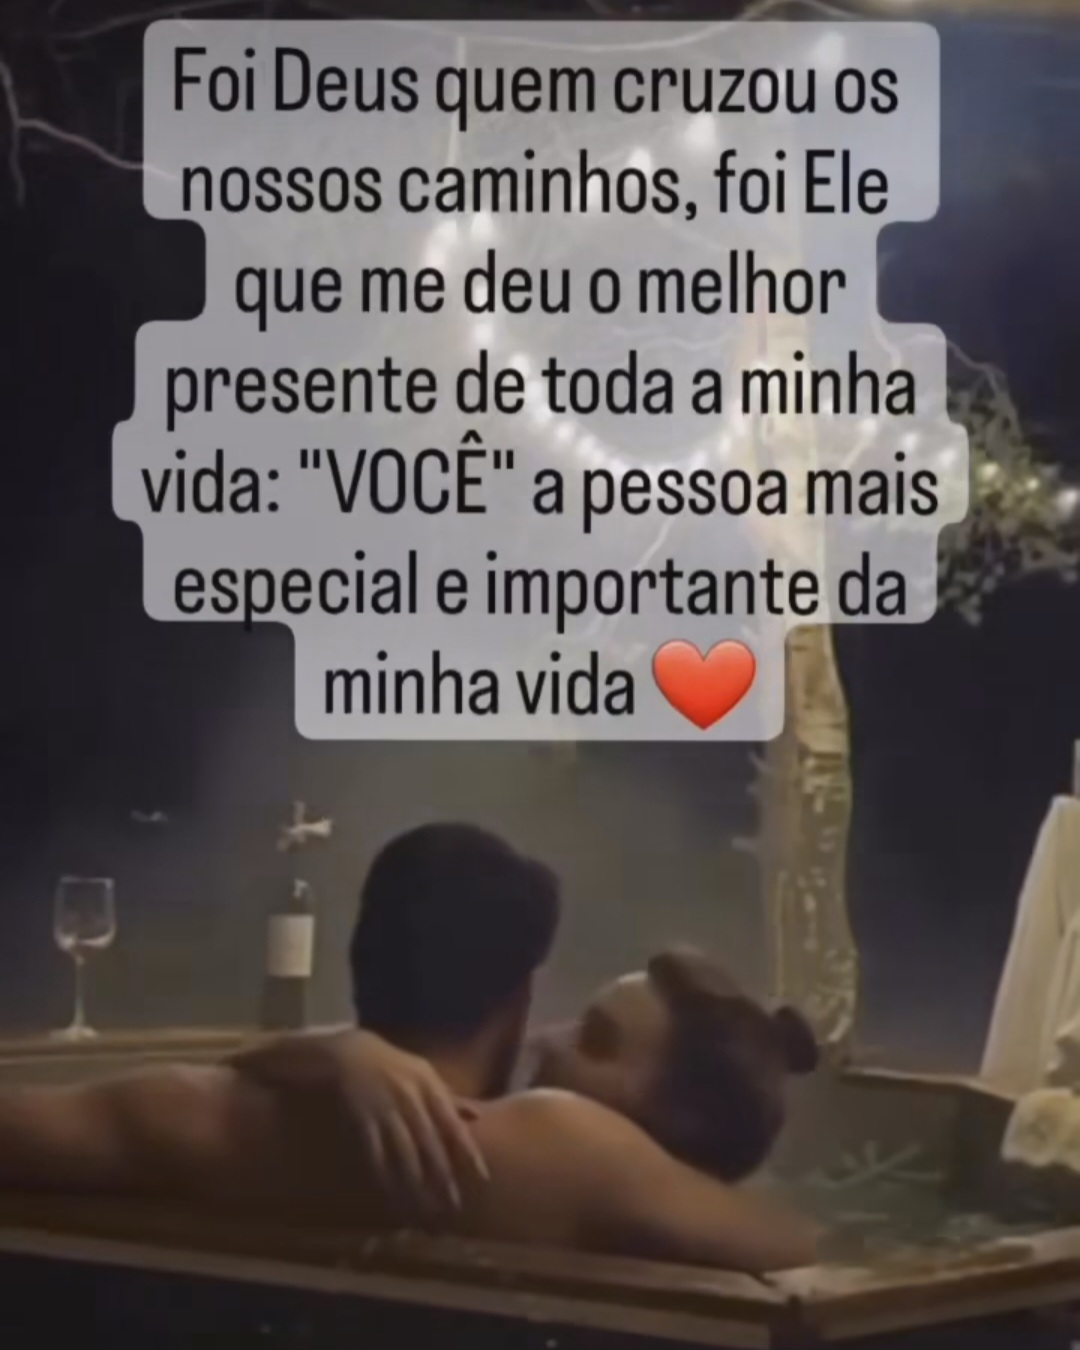 Foi Deus quem cruzou os
nossos caminhos, foi Ele
que me deu o melhor
presente de toda a minha
vida: "VOCÊ" a pessoa mais
especial e importante da
minha vida ❤️